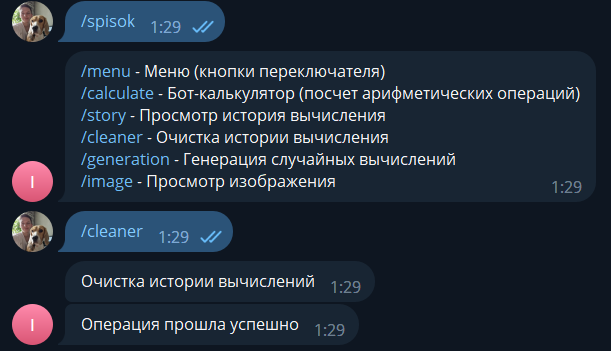 /spisok
1:29
/menu - Меню (кнопки переключателя)
/calculate - Бот-калькулятор (посчет арифметических операций)
/story - Просмотр история вычисления
/cleaner - Очистка истории вычисления
/generation - Генерация случайных вычислений
/image - Просмотр изображения
1:29
I
/cleaner
1:29
Очистка истории вычислений
1:29
Операция прошла успешно
1:29
I